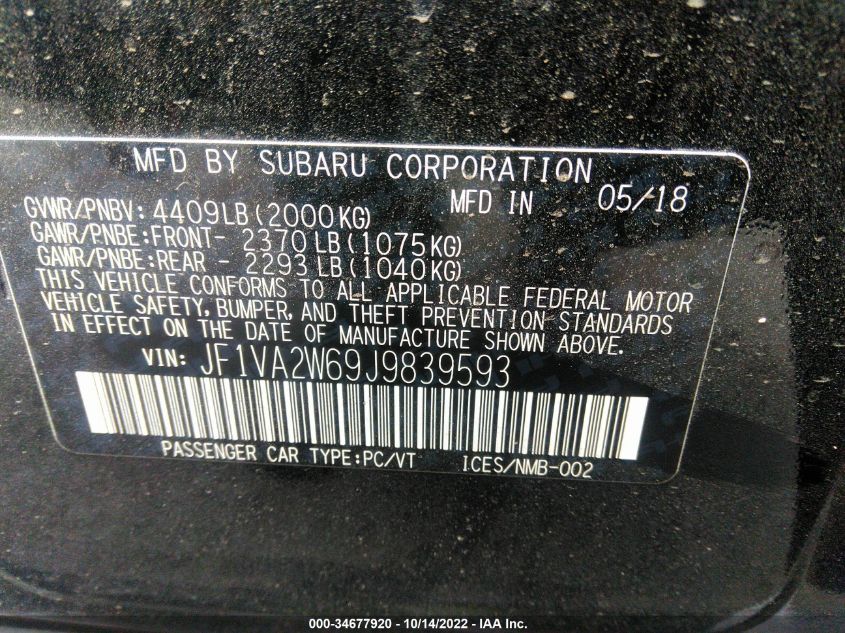 MFD BY SUBARU CORPORATION
MFD IN 05/18
GVWR/PNBV: 4409LB(2000KG)
GAWR/PNBE:FRONT- 2370LB(1075KG)
GAWR/PNBE:REAR - 2293LB(1040KG)
THIS VEHICLE CONFORMS TO ALL APPLICABLE FEDERAL MOTOR
VEHICLE SAFETY, BUMPER, AND THEFT PREVENTION STANDARDS
IN EFFECT ON THE DATE OF MANUFACTURE SHOWN ABOVE.
VIN: JF1VA2W69J9839593
PASSENGER CAR TYPE:PC/VT ICES/NMB-002
000-34677920 - 10/14/2022 - IAA Inc.